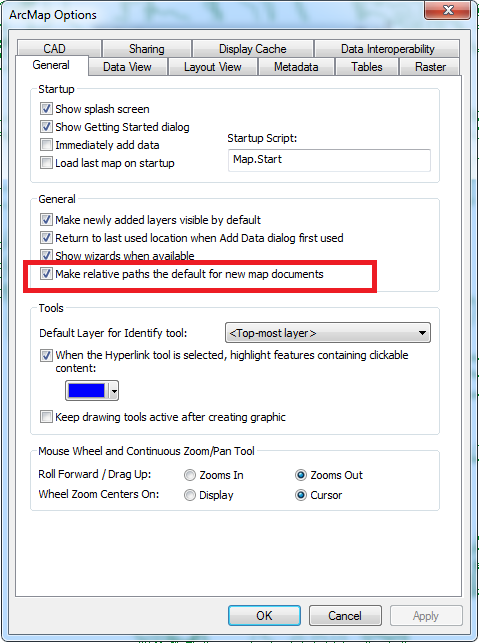 ArcMap Options
CAD Sharing Display Cache Data Interoperability
General Data View Layout View Metadata Tables Raster
Startup
Show splash screen
Show Getting Started dialog
Immediately add data
Startup Script:
Load last map on startup
Map.Start
General
Make newly added layers visible by default
Return to last used location when Add Data dialog first used
Show wizards when available
Make relative paths the default for new map documents
Tools
Default Layer for Identify tool: <Top-most layer>
When the Hyperlink tool is selected, highlight features containing clickable
content:
Keep drawing tools active after creating graphic
Mouse Wheel and Continuous Zoom/Pan Tool
Roll Forward / Drag Up: Zooms In Zooms Out
Wheel Zoom Centers On: Display Cursor
OK Cancel Apply